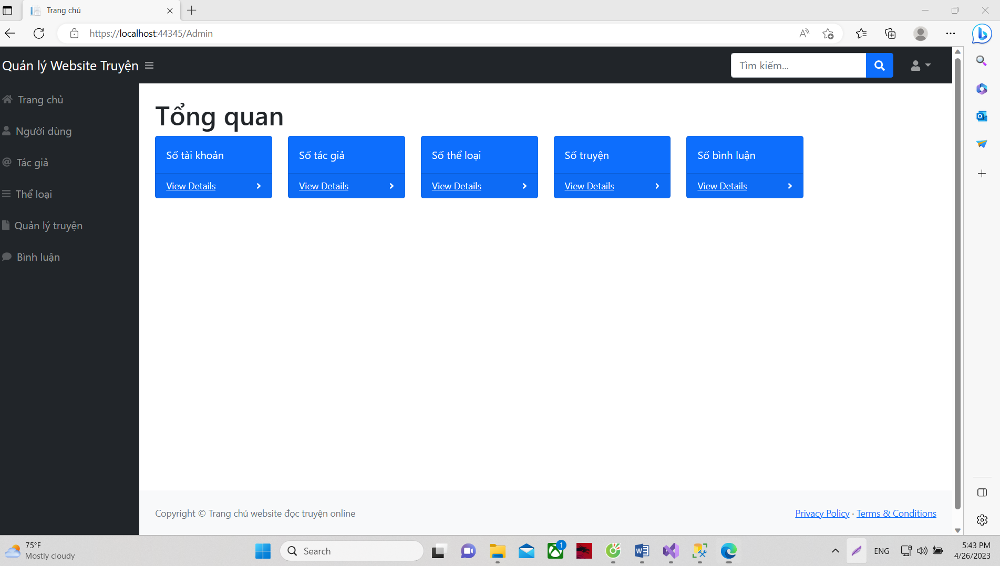 Trang chủ
https://localhost:44345/Admin
Quản lý Website Truyện
Tìm kiếm...
Trang chủ
Người dùng
Tác giả
Thể loại
Quản lý truyện
Bình luận
Tổng quan
Số tài khoản
View Details
Số tác giả
View Details
Số thể loại
View Details
Số truyện
View Details
Số bình luận
View Details
Copyright © Trang chủ website đọc truyện online
Privacy Policy · Terms & Conditions
75°F
Mostly cloudy
Search
1
ENG
5:43 PM
4/26/2023